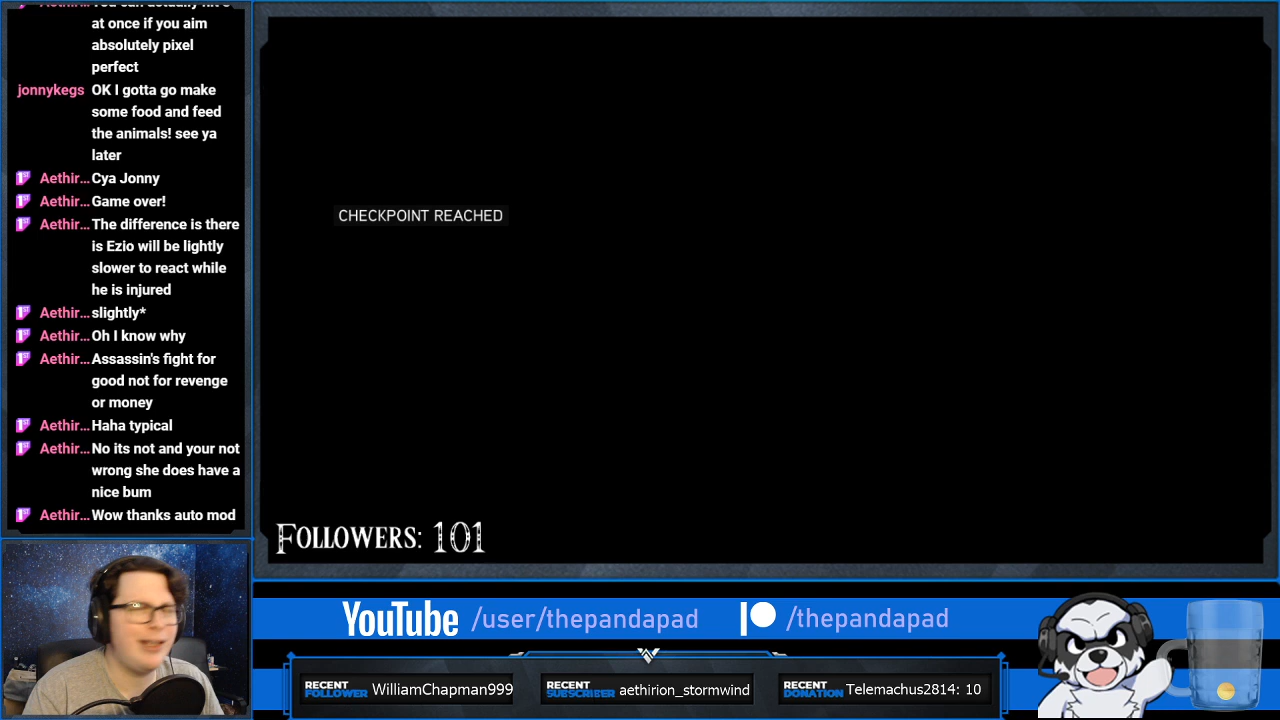 at once if you aim
absolutely pixel
perfect
jonnykegs OK I gotta go make
some food and feed
the animals! see ya
later
Aethir... Cya Jonny
Aethir... Game over!
Aethir... The difference is there
is Ezio will be lightly
slower to react while
he is injured
Aethir... slightly*
Aethir... Oh I know why
Aethir... Assassin's fight for
good not for revenge
or money
Aethir... Haha typical
Aethir... No its not and your not
wrong she does have a
nice bum
Aethir... Wow thanks auto mod
CHECKPOINT REACHED
FOLLOWERS: 101
YouTube /user/thepandapad /thepandapad
RECENT FOLLOWER WilliamChapman999
RECENT SUBSCRIBER aethirion_stormwind
RECENT DONATION Telemachus2814: 10